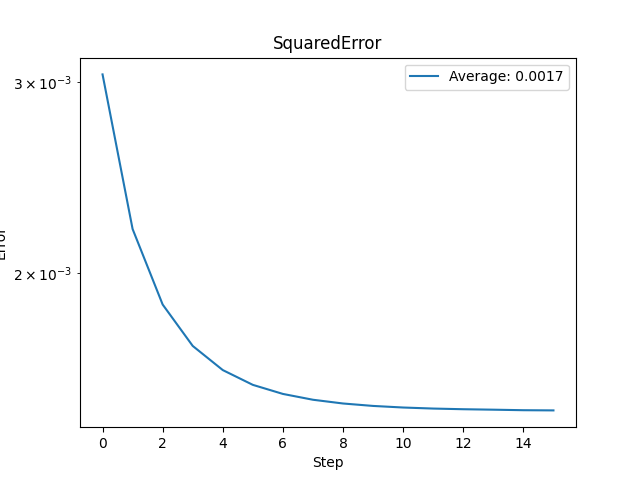 SquaredError
Average: 0.0017
3 × 10⁻³
2 × 10⁻³
Error
0 2 4 6 8 10 12 14
Step